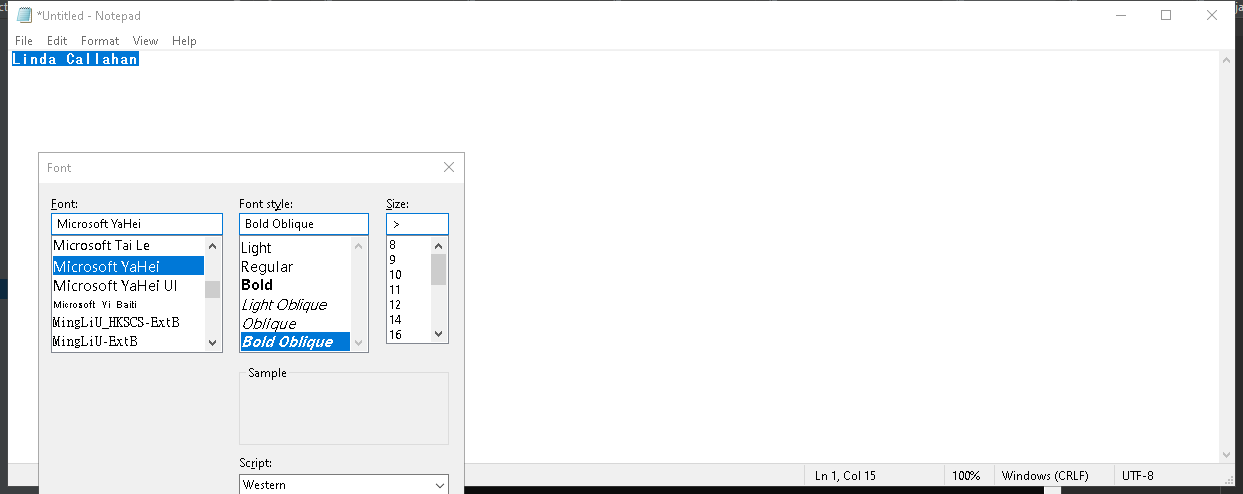 *Untitled - Notepad
File Edit Format View Help
Linda Callahan
Font
Font: Font style: Size:
Microsoft YaHei Bold Oblique >
Microsoft Tai Le Light 8
Microsoft YaHei Regular 9
Microsoft YaHei UI Bold 10
Microsoft Yi Baiti Light Oblique 11
MingLiU_HKSCS-ExtB Oblique 12
MingLiU-ExtB Bold Oblique 14
16
Sample
Script:
Western
Ln 1, Col 15 100% Windows (CRLF) UTF-8